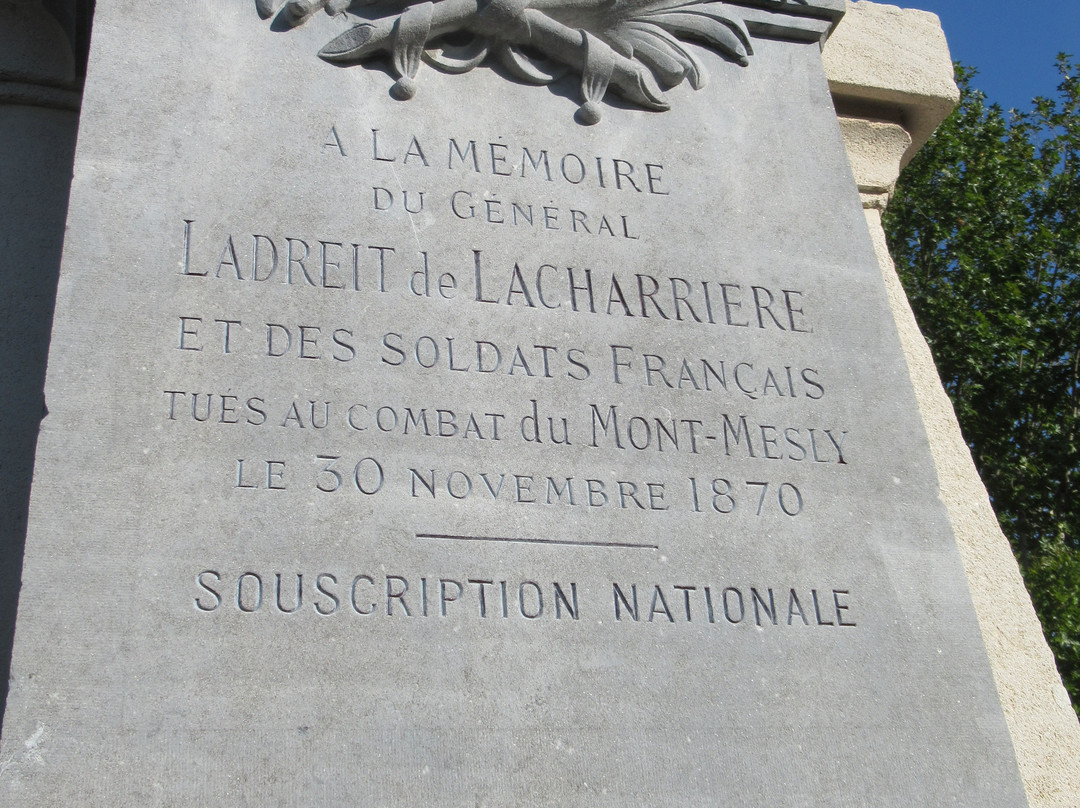 A LA MÉMOIRE
DU GÉNÉRAL
LADREIT de LACHARRIERE
ET DES SOLDATS FRANÇAIS
TUÉS AU COMBAT du MONT-MESLY
LE 30 NOVEMBRE 1870
SOUSCRIPTION NATIONALE